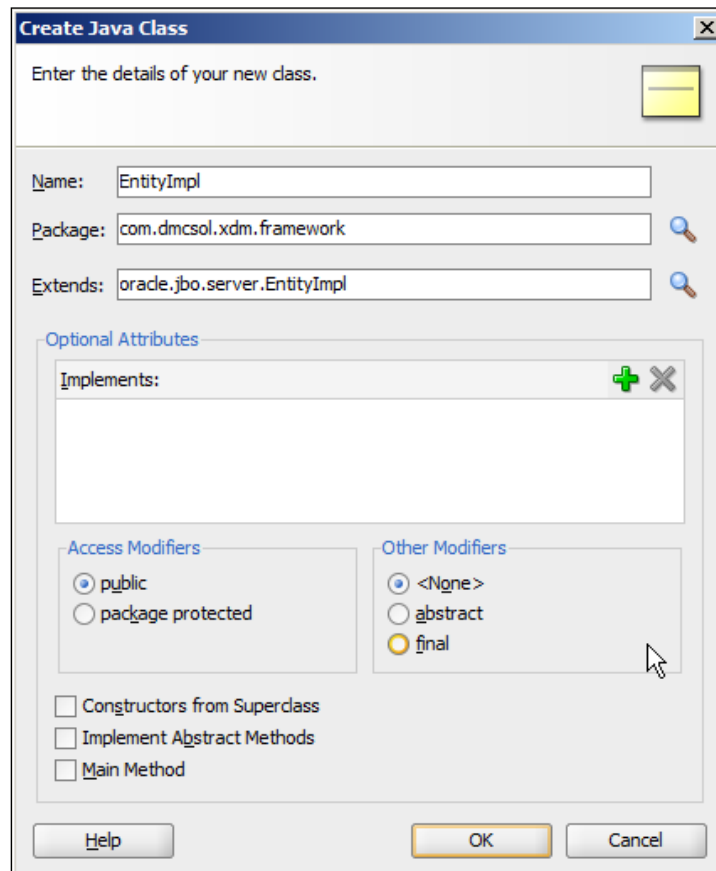 Create Java Class
Enter the details of your new class.
Name: EntityImpl
Package: com.dmcsol.xdm.framework
Extends: oracle.jbo.server.EntityImpl
Optional Attributes
Implements:
Access Modifiers
public
package protected
Other Modifiers
<None>
abstract
final
Constructors from Superclass
Implement Abstract Methods
Main Method
Help OK Cancel